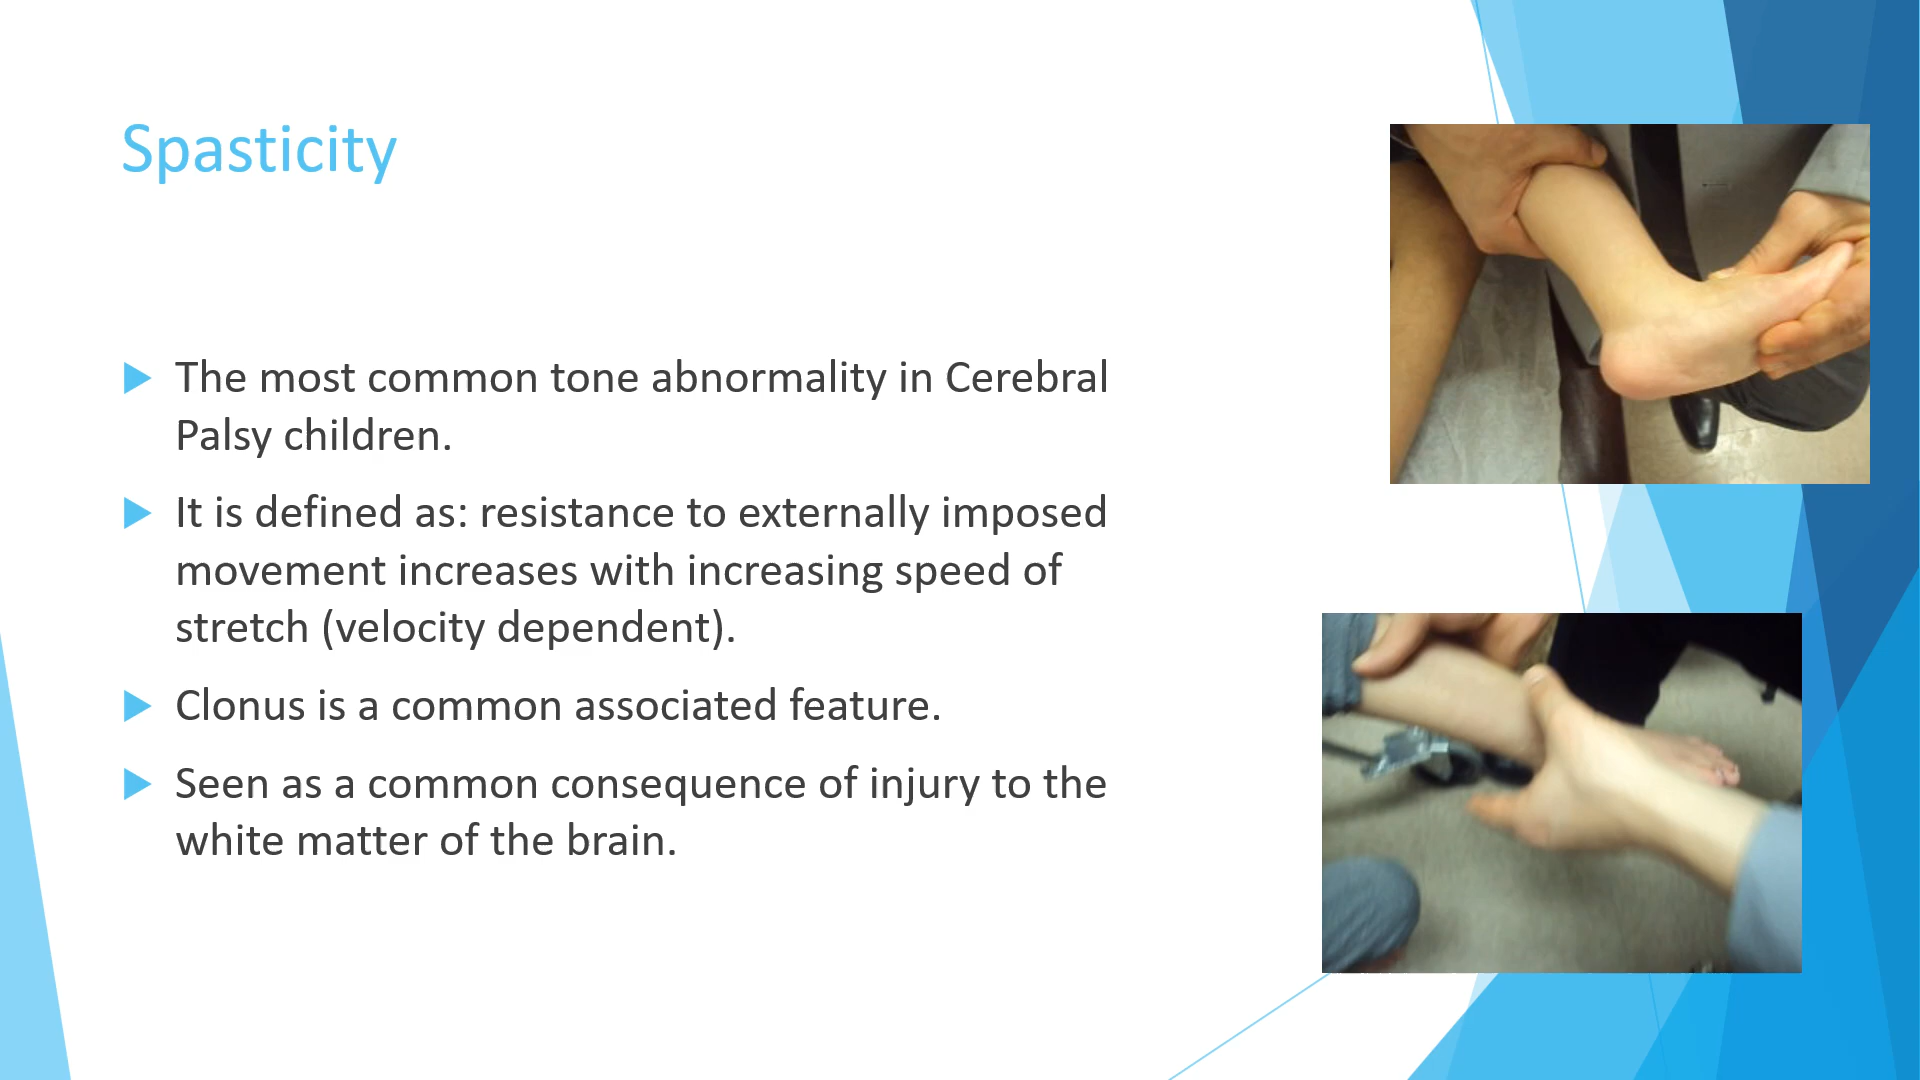 Spasticity
The most common tone abnormality in Cerebral
Palsy children.
It is defined as: resistance to externally imposed
movement increases with increasing speed of
stretch (velocity dependent).
Clonus is a common associated feature.
Seen as a common consequence of injury to the
white matter of the brain.